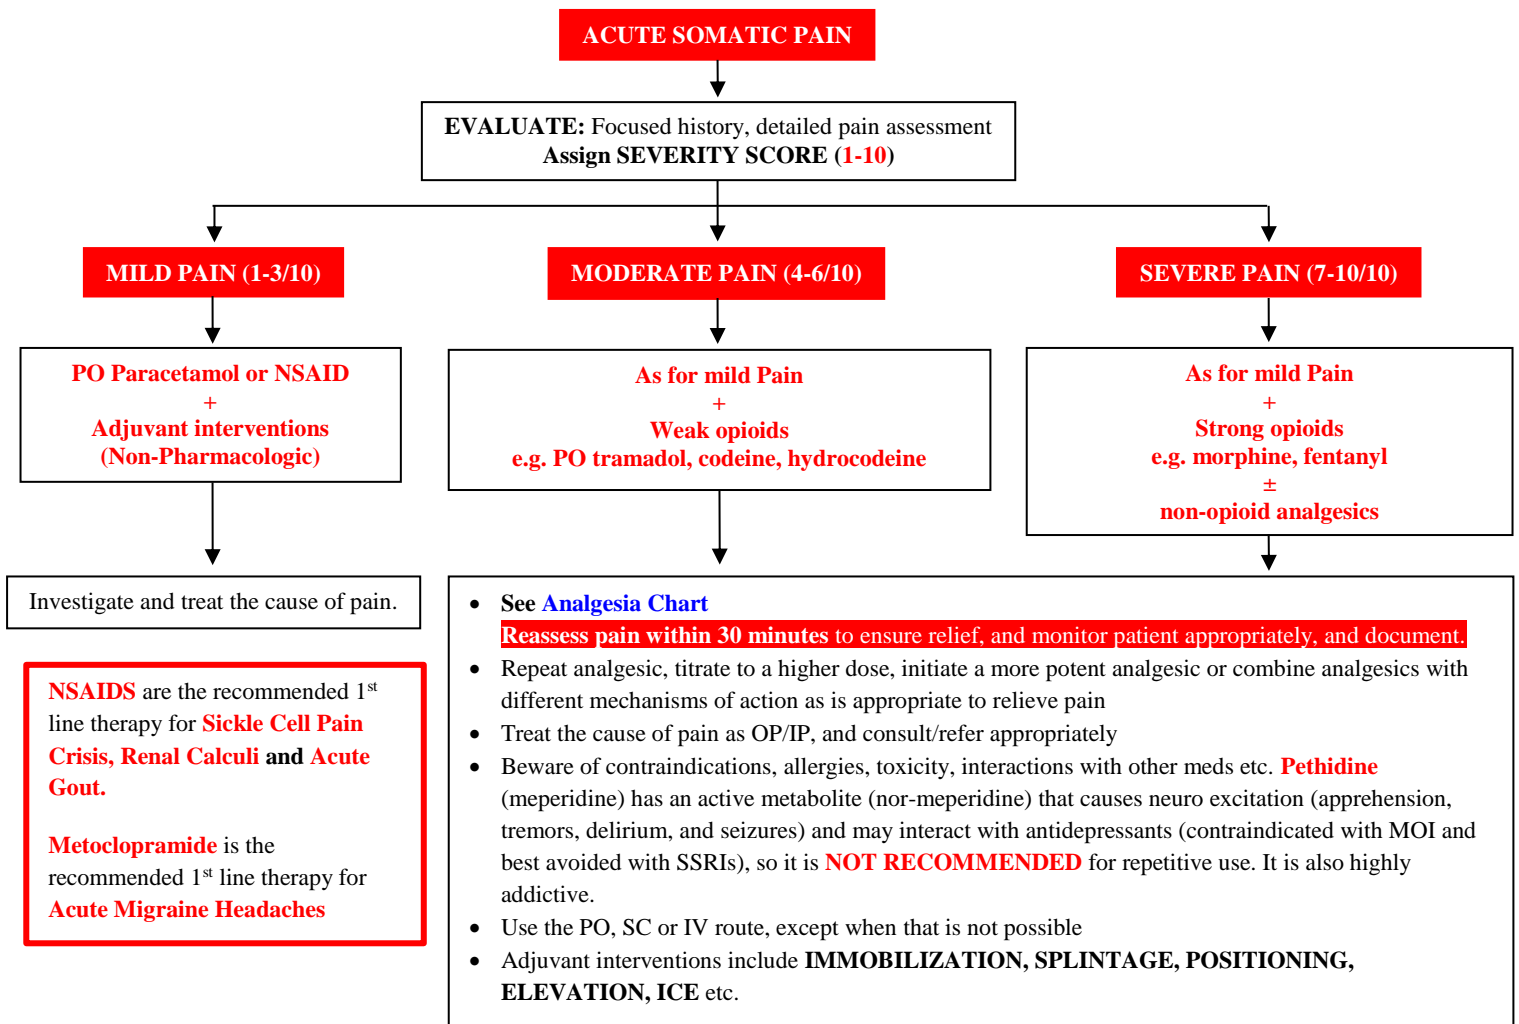 ACUTE SOMATIC PAIN
EVALUATE: Focused history, detailed pain assessment
Assign SEVERITY SCORE (1-10)
MILD PAIN (1-3/10)
PO Paracetamol or NSAID
+
Adjuvant interventions
(Non-Pharmacologic)
Investigate and treat the cause of pain.
NSAIDS are the recommended 1st
line therapy for Sickle Cell Pain
Crisis, Renal Calculi and Acute
Gout.
Metoclopramide is the
recommended 1st line therapy for
Acute Migraine Headaches
MODERATE PAIN (4-6/10)
As for mild Pain
+
Weak opioids
e.g. PO tramadol, codeine, hydrocodeine
SEVERE PAIN (7-10/10)
As for mild Pain
+
Strong opioids
e.g. morphine, fentanyl
±
non-opioid analgesics
• See Analgesia Chart
Reassess pain within 30 minutes to ensure relief, and monitor patient appropriately, and document.
• Repeat analgesic, titrate to a higher dose, initiate a more potent analgesic or combine analgesics with
different mechanisms of action as is appropriate to relieve pain
• Treat the cause of pain as OP/IP, and consult/refer appropriately
• Beware of contraindications, allergies, toxicity, interactions with other meds etc. Pethidine
(meperidine) has an active metabolite (nor-meperidine) that causes neuro excitation (apprehension,
tremors, delirium, and seizures) and may interact with antidepressants (contraindicated with MOI and
best avoided with SSRIs), so it is NOT RECOMMENDED for repetitive use. It is also highly
addictive.
• Use the PO, SC or IV route, except when that is not possible
• Adjuvant interventions include IMMOBILIZATION, SPLINTAGE, POSITIONING,
ELEVATION, ICE etc.